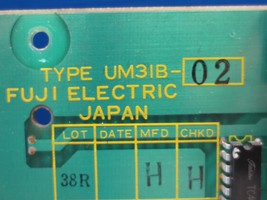 TYPE UM31B-02
FUJI ELECTRIC
JAPAN
LOT DATE MFD CHKD
38R H H